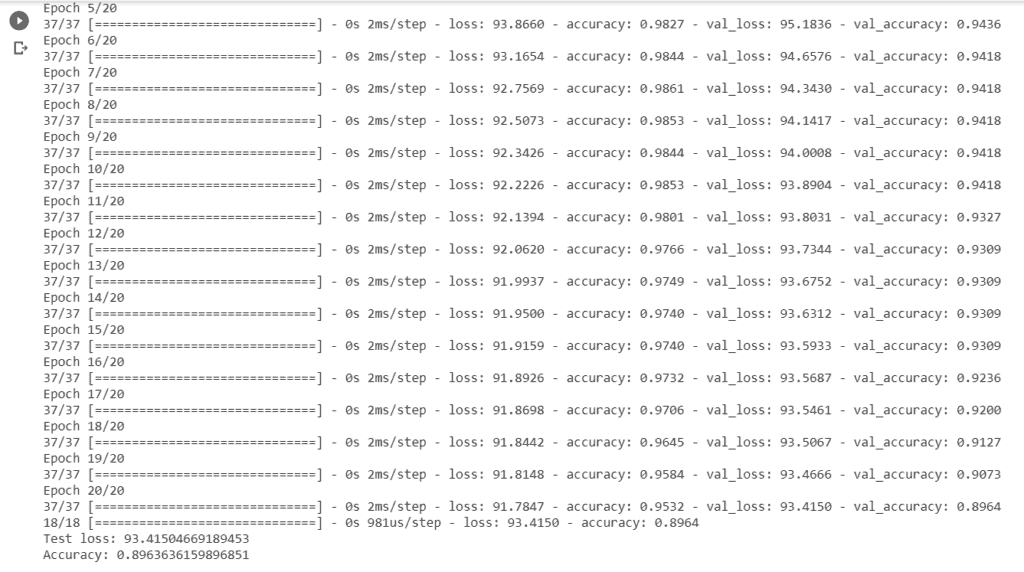 Epoch 5/20
37/37 [==============================] - 0s 2ms/step - loss: 93.8660 - accuracy: 0.9827 - val_loss: 95.1836 - val_accuracy: 0.9436
Epoch 6/20
37/37 [==============================] - 0s 2ms/step - loss: 93.1654 - accuracy: 0.9844 - val_loss: 94.6576 - val_accuracy: 0.9418
Epoch 7/20
37/37 [==============================] - 0s 2ms/step - loss: 92.7569 - accuracy: 0.9861 - val_loss: 94.3430 - val_accuracy: 0.9418
Epoch 8/20
37/37 [==============================] - 0s 2ms/step - loss: 92.5073 - accuracy: 0.9853 - val_loss: 94.1417 - val_accuracy: 0.9418
Epoch 9/20
37/37 [==============================] - 0s 2ms/step - loss: 92.3426 - accuracy: 0.9844 - val_loss: 94.0008 - val_accuracy: 0.9418
Epoch 10/20
37/37 [==============================] - 0s 2ms/step - loss: 92.2226 - accuracy: 0.9853 - val_loss: 93.8904 - val_accuracy: 0.9418
Epoch 11/20
37/37 [==============================] - 0s 2ms/step - loss: 92.1394 - accuracy: 0.9801 - val_loss: 93.8031 - val_accuracy: 0.9327
Epoch 12/20
37/37 [==============================] - 0s 2ms/step - loss: 92.0620 - accuracy: 0.9766 - val_loss: 93.7344 - val_accuracy: 0.9309
Epoch 13/20
37/37 [==============================] - 0s 2ms/step - loss: 91.9937 - accuracy: 0.9749 - val_loss: 93.6752 - val_accuracy: 0.9309
Epoch 14/20
37/37 [==============================] - 0s 2ms/step - loss: 91.9500 - accuracy: 0.9740 - val_loss: 93.6312 - val_accuracy: 0.9309
Epoch 15/20
37/37 [==============================] - 0s 2ms/step - loss: 91.9159 - accuracy: 0.9740 - val_loss: 93.5933 - val_accuracy: 0.9309
Epoch 16/20
37/37 [==============================] - 0s 2ms/step - loss: 91.8926 - accuracy: 0.9732 - val_loss: 93.5687 - val_accuracy: 0.9236
Epoch 17/20
37/37 [==============================] - 0s 2ms/step - loss: 91.8698 - accuracy: 0.9706 - val_loss: 93.5461 - val_accuracy: 0.9200
Epoch 18/20
37/37 [==============================] - 0s 2ms/step - loss: 91.8442 - accuracy: 0.9645 - val_loss: 93.5067 - val_accuracy: 0.9127
Epoch 19/20
37/37 [==============================] - 0s 2ms/step - loss: 91.8148 - accuracy: 0.9584 - val_loss: 93.4666 - val_accuracy: 0.9073
Epoch 20/20
37/37 [==============================] - 0s 2ms/step - loss: 91.7847 - accuracy: 0.9532 - val_loss: 93.4150 - val_accuracy: 0.8964
18/18 [==============================] - 0s 981us/step - loss: 93.4150 - accuracy: 0.8964
Test loss: 93.41504669189453
Accuracy: 0.8963636159896851